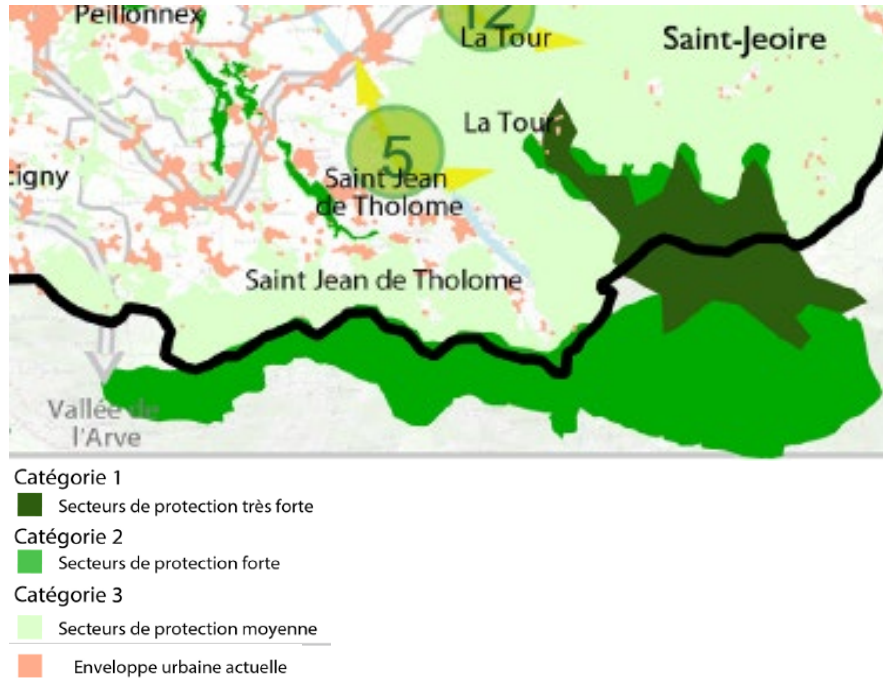 Peillonnex
12
La Tour
Saint-Jeoire
La Tour
5
tigny
Saint Jean
de Tholome
Saint Jean de Tholome
Vallée de
l'Arve
Catégorie 1
Secteurs de protection très forte
Catégorie 2
Secteurs de protection forte
Catégorie 3
Secteurs de protection moyenne
Enveloppe urbaine actuelle